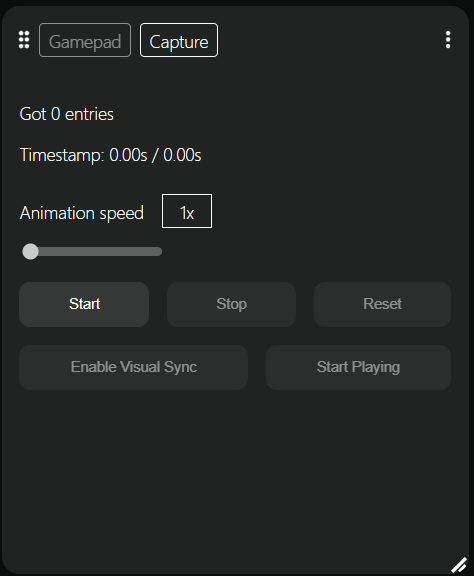 Gamepad Capture
Got 0 entries
Timestamp: 0.00s / 0.00s
Animation speed 1x
Start Stop Reset
Enable Visual Sync Start Playing